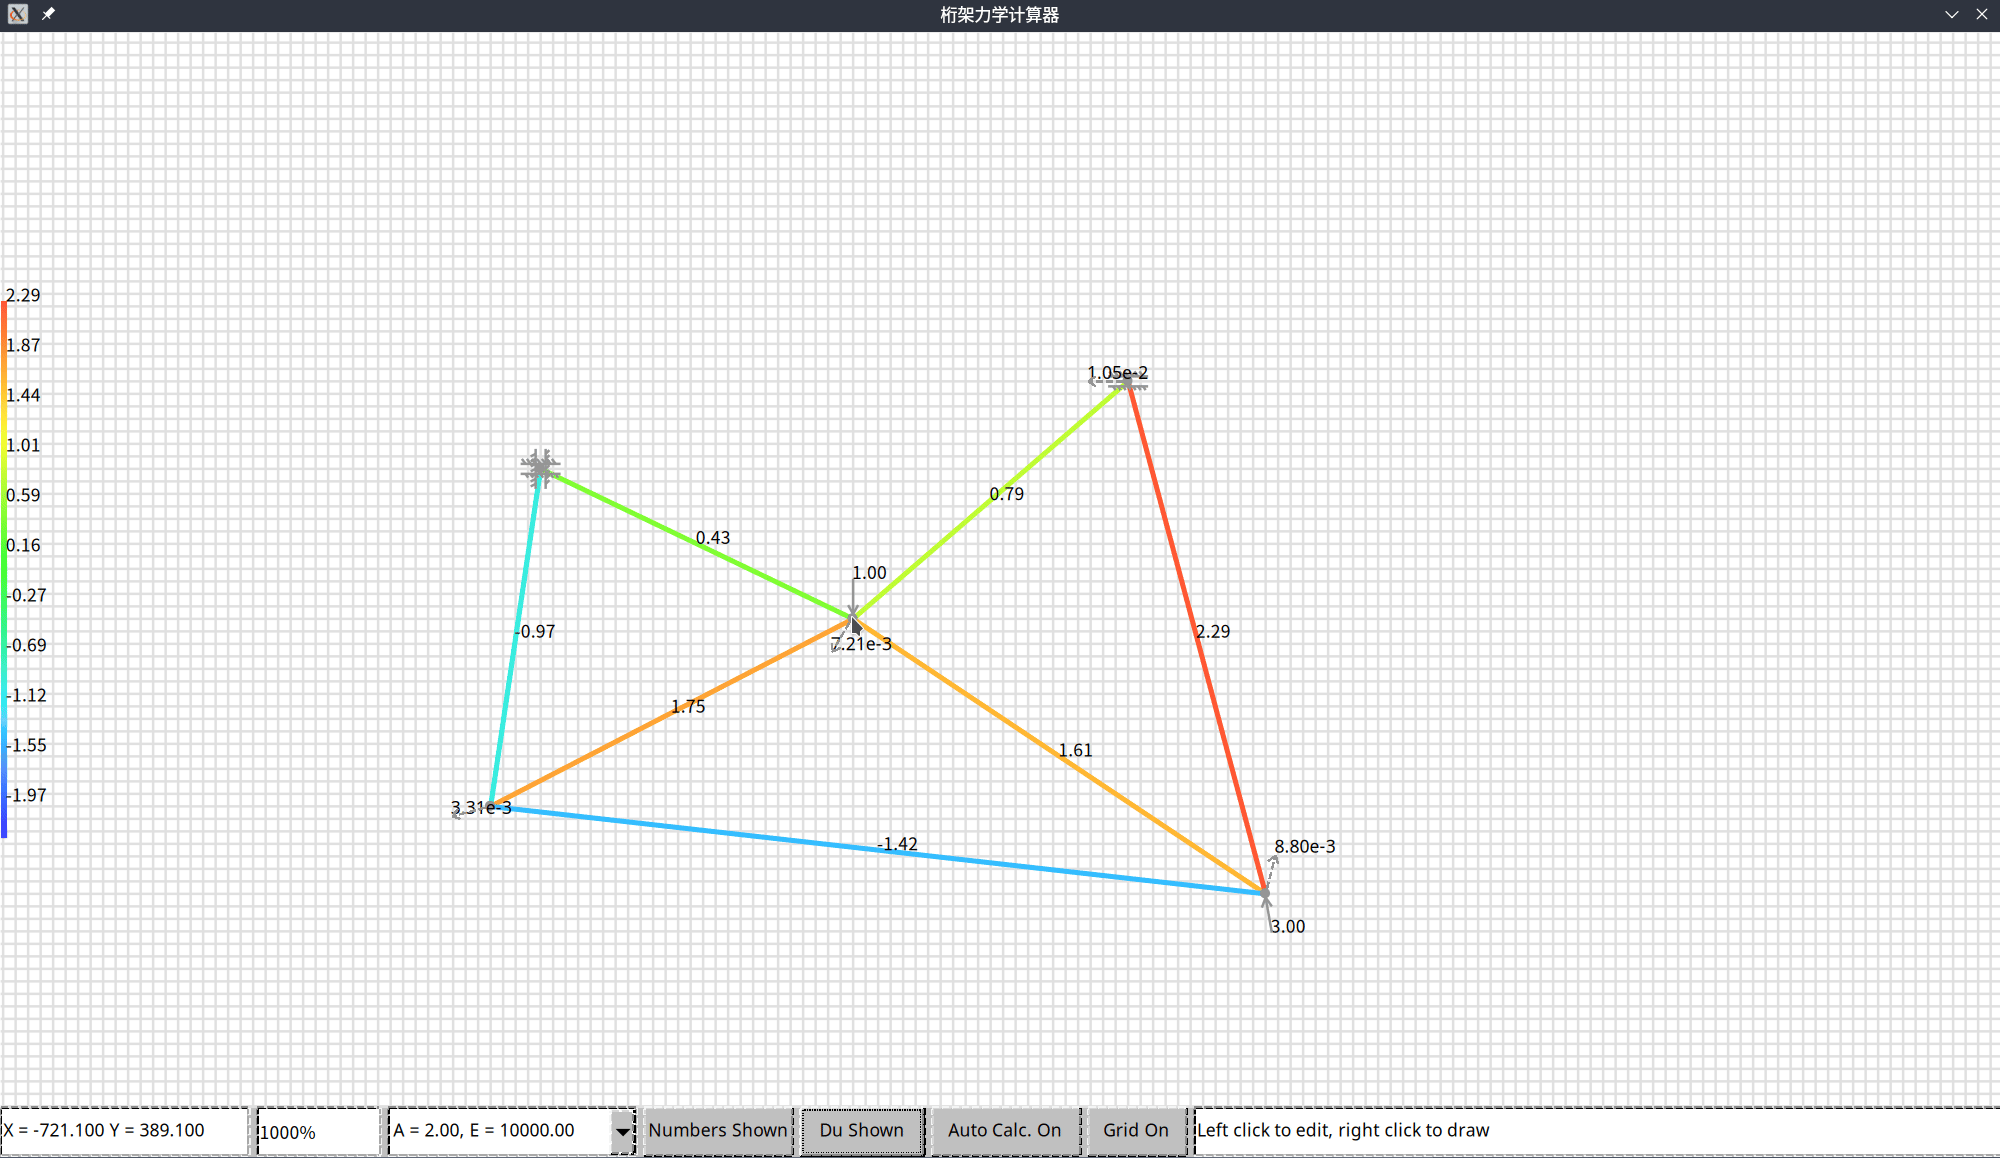 桁架力学计算器
2.29
1.87
1.44
1.01
0.59
0.16
-0.27
-0.69
-1.12
-1.55
-1.97
1.05e-2
0.79
0.43
1.00
7.21e-3
-0.97
2.29
1.75
1.61
3.31e-3
-1.42
8.80e-3
3.00
X = -721.100 Y = 389.100
1000%
A = 2.00, E = 10000.00
Numbers Shown
Du Shown
Auto Calc. On
Grid On
Left click to edit, right click to draw